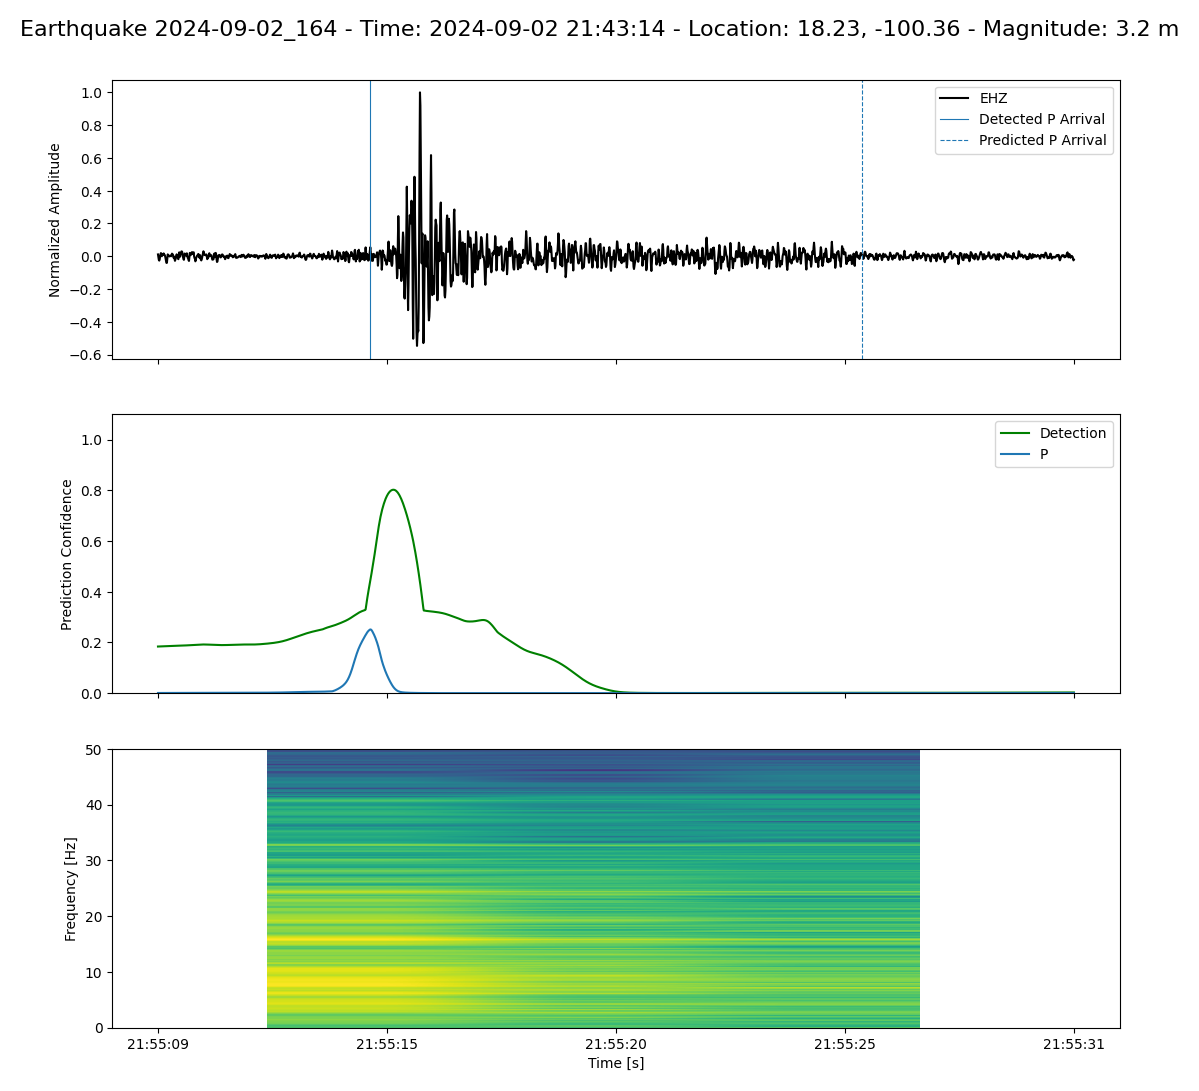 Earthquake 2024-09-02_164 - Time: 2024-09-02 21:43:14 - Location: 18.23, -100.36 - Magnitude: 3.2 m
Normalized Amplitude
1.0
0.8
0.6
0.4
0.2
0.0
−0.2
−0.4
−0.6
EHZ
Detected P Arrival
Predicted P Arrival
Prediction Confidence
1.0
0.8
0.6
0.4
0.2
0.0
Detection
P
Frequency [Hz]
50
40
30
20
10
0
21:55:09
21:55:15
21:55:20
21:55:25
21:55:31
Time [s]